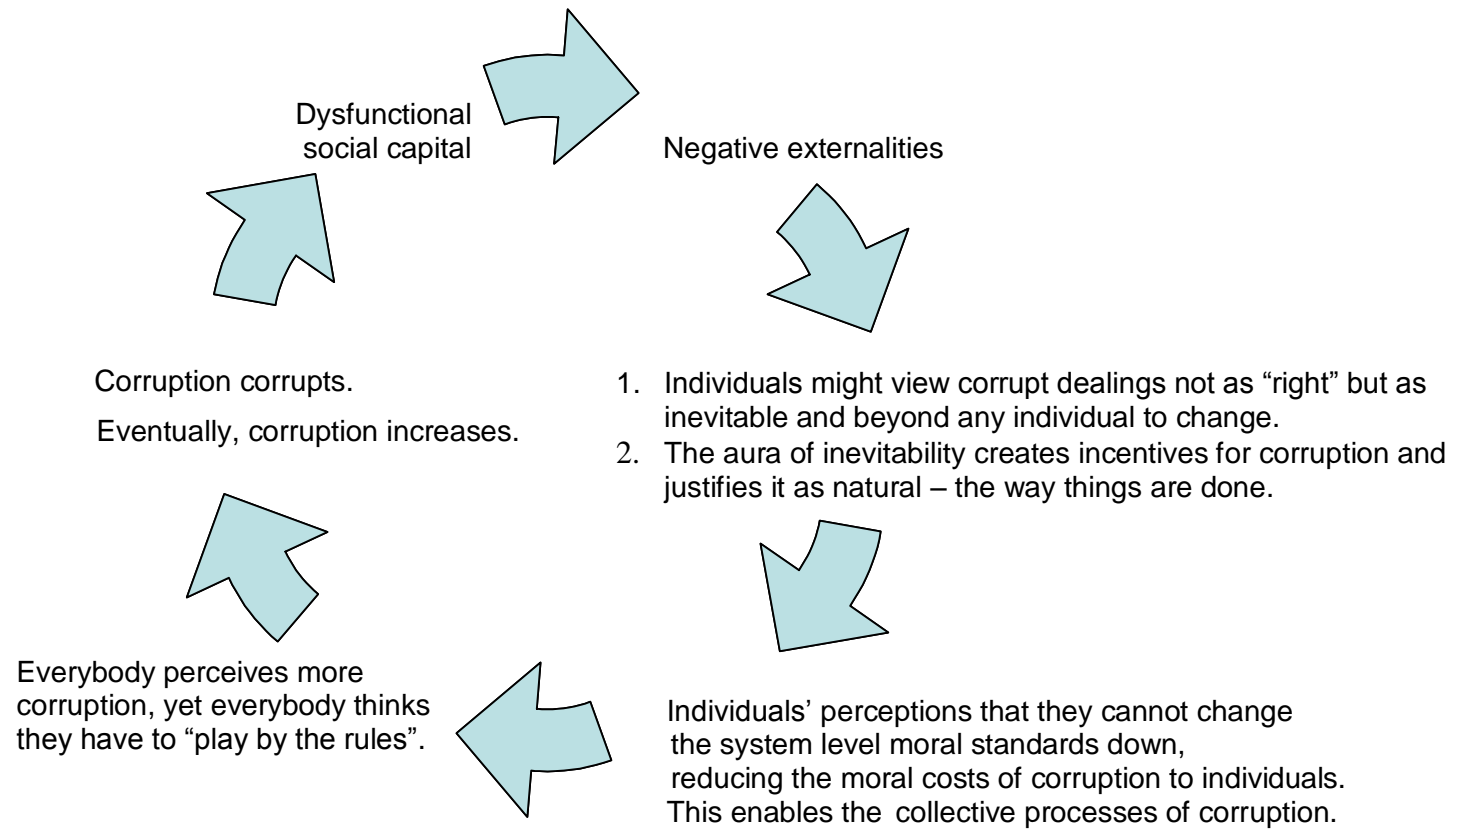 Dysfunctional
social capital
Negative externalities
1. Individuals might view corrupt dealings not as “right” but as
inevitable and beyond any individual to change.
2. The aura of inevitability creates incentives for corruption and
justifies it as natural – the way things are done.
Individuals’ perceptions that they cannot change
the system level moral standards down,
reducing the moral costs of corruption to individuals.
This enables the collective processes of corruption.
Everybody perceives more
corruption, yet everybody thinks
they have to “play by the rules”.
Corruption corrupts.
Eventually, corruption increases.